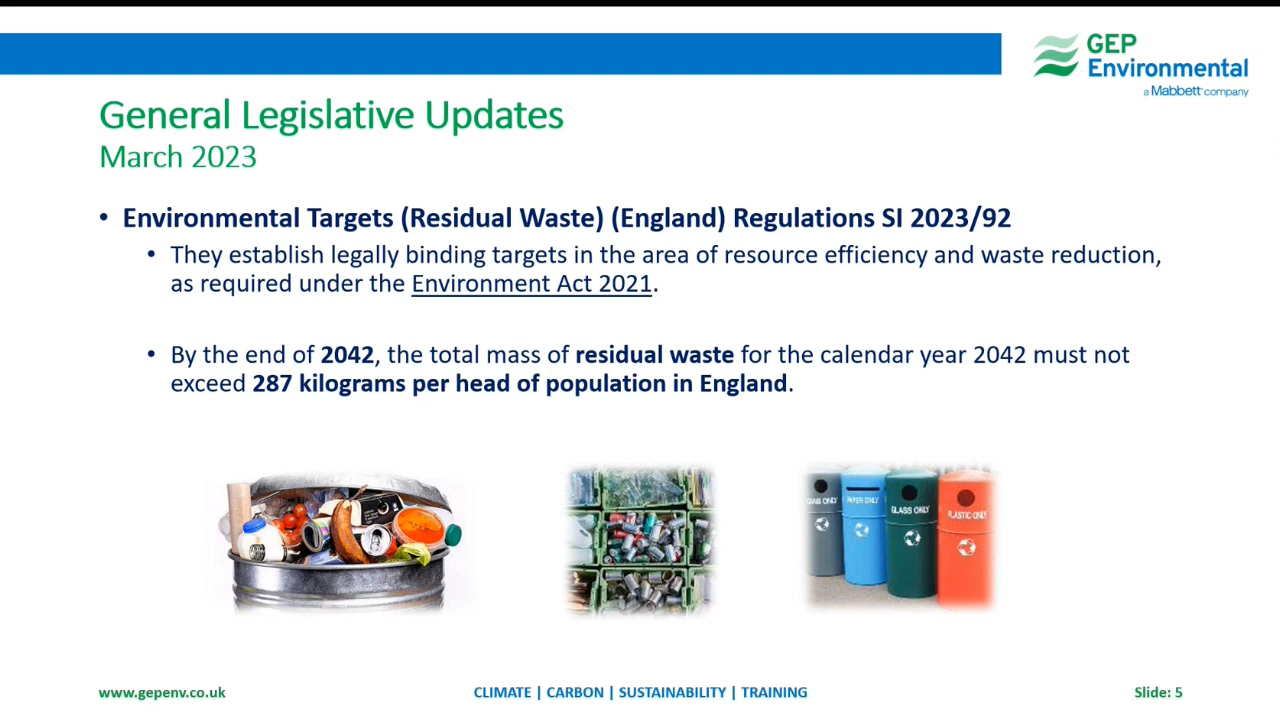 GEP
Environmental
a Mabbett company
General Legislative Updates
March 2023
• Environmental Targets (Residual Waste) (England) Regulations SI 2023/92
• They establish legally binding targets in the area of resource efficiency and waste reduction,
as required under the Environment Act 2021.
• By the end of 2042, the total mass of residual waste for the calendar year 2042 must not
exceed 287 kilograms per head of population in England.
CANS ONLY
PAPER ONLY
GLASS ONLY
PLASTIC ONLY
www.gepenv.co.uk
CLIMATE | CARBON | SUSTAINABILITY | TRAINING
Slide: 5